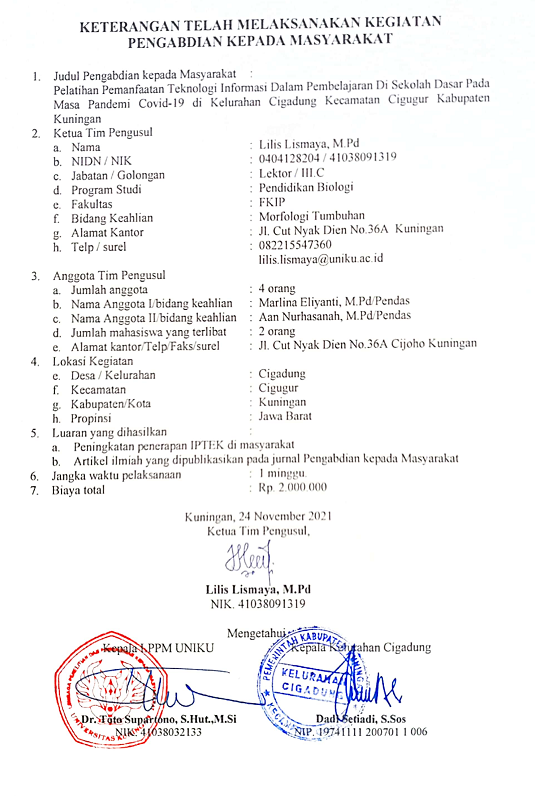 KETERANGAN TELAH MELAKSANAKAN KEGIATAN
PENGABDIAN KEPADA MASYARAKAT
1. Judul Pengabdian kepada Masyarakat :
Pelatihan Pemanfaatan Teknologi Informasi Dalam Pembelajaran Di Sekolah Dasar Pada
Masa Pandemi Covid-19 di Kelurahan Cigadung Kecamatan Cigugur Kabupaten
Kuningan
2. Ketua Tim Pengusul
a. Nama : Lilis Lismaya, M.Pd
b. NIDN / NIK : 0404128204 / 41038091319
c. Jabatan / Golongan : Lektor / III.C
d. Program Studi : Pendidikan Biologi
e. Fakultas : FKIP
f. Bidang Keahlian : Morfologi Tumbuhan
g. Alamat Kantor : Jl. Cut Nyak Dien No.36A Kuningan
h. Telp / surel : 082215547360
lilis.lismaya@uniku.ac.id
3. Anggota Tim Pengusul
a. Jumlah anggota : 4 orang
b. Nama Anggota I/bidang keahlian : Marlina Eliyanti, M.Pd/Pendas
c. Nama Anggota II/bidang keahlian : Aan Nurhasanah, M.Pd/Pendas
d. Jumlah mahasiswa yang terlibat : 2 orang
e. Alamat kantor/Telp/Faks/surel : Jl. Cut Nyak Dien No.36A Cijoho Kuningan
4. Lokasi Kegiatan
e. Desa / Kelurahan : Cigadung
f. Kecamatan : Cigugur
g. Kabupaten/Kota : Kuningan
h. Propinsi : Jawa Barat
5. Luaran yang dihasilkan :
a. Peningkatan penerapan IPTEK di masyarakat
b. Artikel ilmiah yang dipublikasikan pada jurnal Pengabdian kepada Masyarakat
6. Jangka waktu pelaksanaan : 1 minggu
7. Biaya total : Rp. 2.000.000
Kuningan, 24 November 2021
Ketua Tim Pengusul,
Lilis Lismaya, M.Pd
NIK. 41038091319
Mengetahui
Kepala LPPM UNIKU
Kepala Kelurahan Cigadung
PEMERINTAH KABUPATEN KUNINGAN
KELURAHAN
CIGADUNG
UNIVERSITAS KUNINGAN
Dr. Toto Supartono, S.Hut.,M.Si
NIK. 41038032133
Dadi Setiadi, S.Sos
NIP. 19741111 200701 1 006